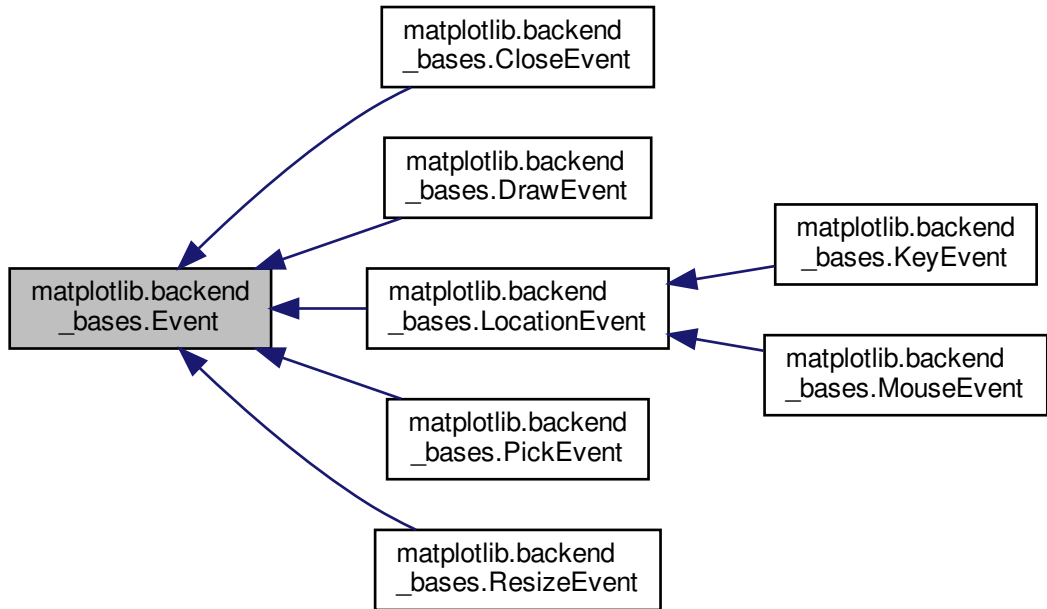 matplotlib.backend
_bases.CloseEvent
matplotlib.backend
_bases.DrawEvent
matplotlib.backend
_bases.KeyEvent
matplotlib.backend
_bases.Event
matplotlib.backend
_bases.LocationEvent
matplotlib.backend
_bases.MouseEvent
matplotlib.backend
_bases.PickEvent
matplotlib.backend
_bases.ResizeEvent